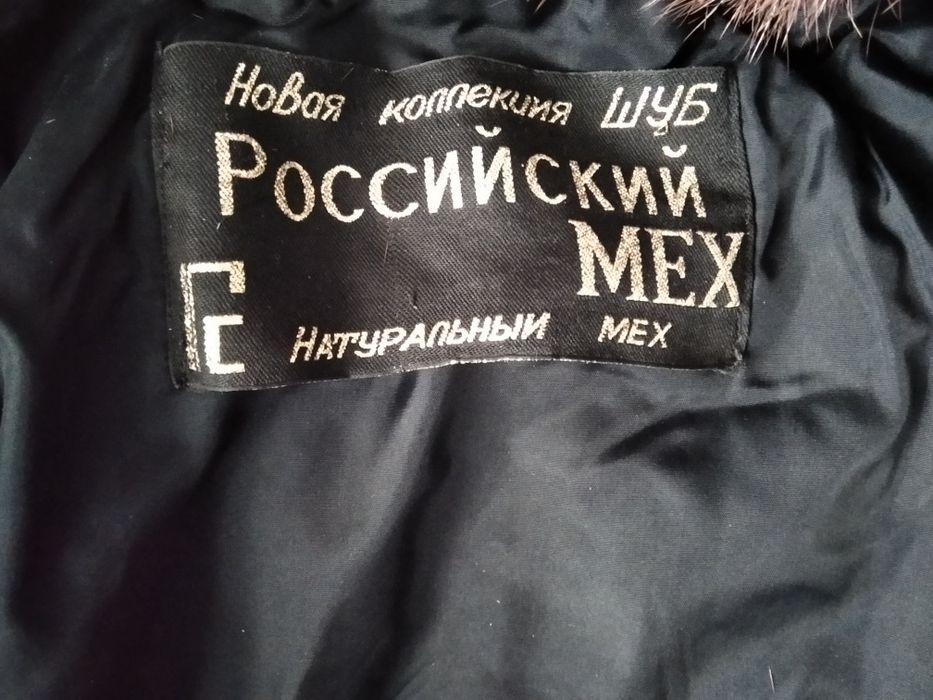 Новая коллекция ШУБ
Российский
МЕХ
Натуральный мех